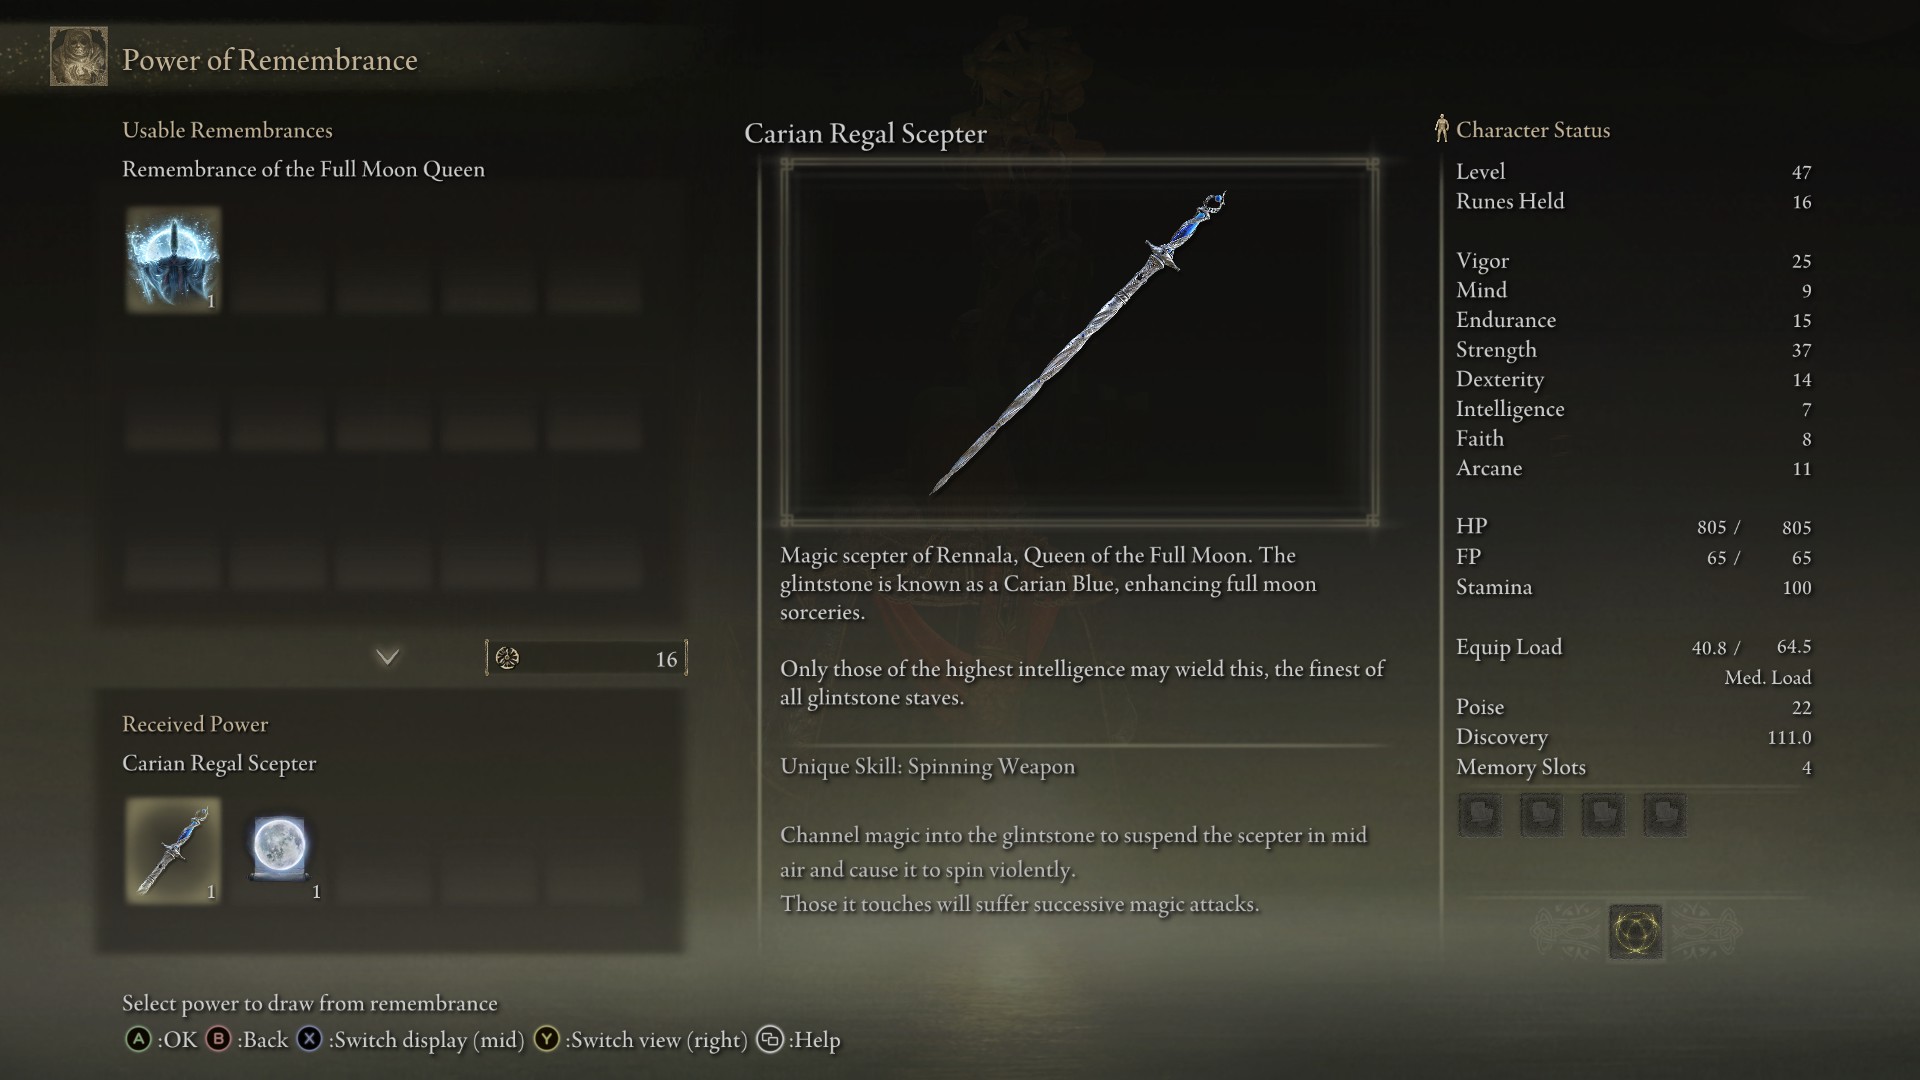 Power of Remembrance
Usable Remembrances
Remembrance of the Full Moon Queen
1
16
Received Power
Carian Regal Scepter
1
1
Carian Regal Scepter
Magic scepter of Rennala, Queen of the Full Moon. The
glintstone is known as a Carian Blue, enhancing full moon
sorceries.
Only those of the highest intelligence may wield this, the finest of
all glintstone staves.
Unique Skill: Spinning Weapon
Channel magic into the glintstone to suspend the scepter in mid
air and cause it to spin violently.
Those it touches will suffer successive magic attacks.
Character Status
Level 47
Runes Held 16
Vigor 25
Mind 9
Endurance 15
Strength 37
Dexterity 14
Intelligence 7
Faith 8
Arcane 11
HP 805 / 805
FP 65 / 65
Stamina 100
Equip Load 40.8 / 64.5
Med. Load
Poise 22
Discovery 111.0
Memory Slots 4
Select power to draw from remembrance
A :OK B :Back X :Switch display (mid) Y :Switch view (right) :Help